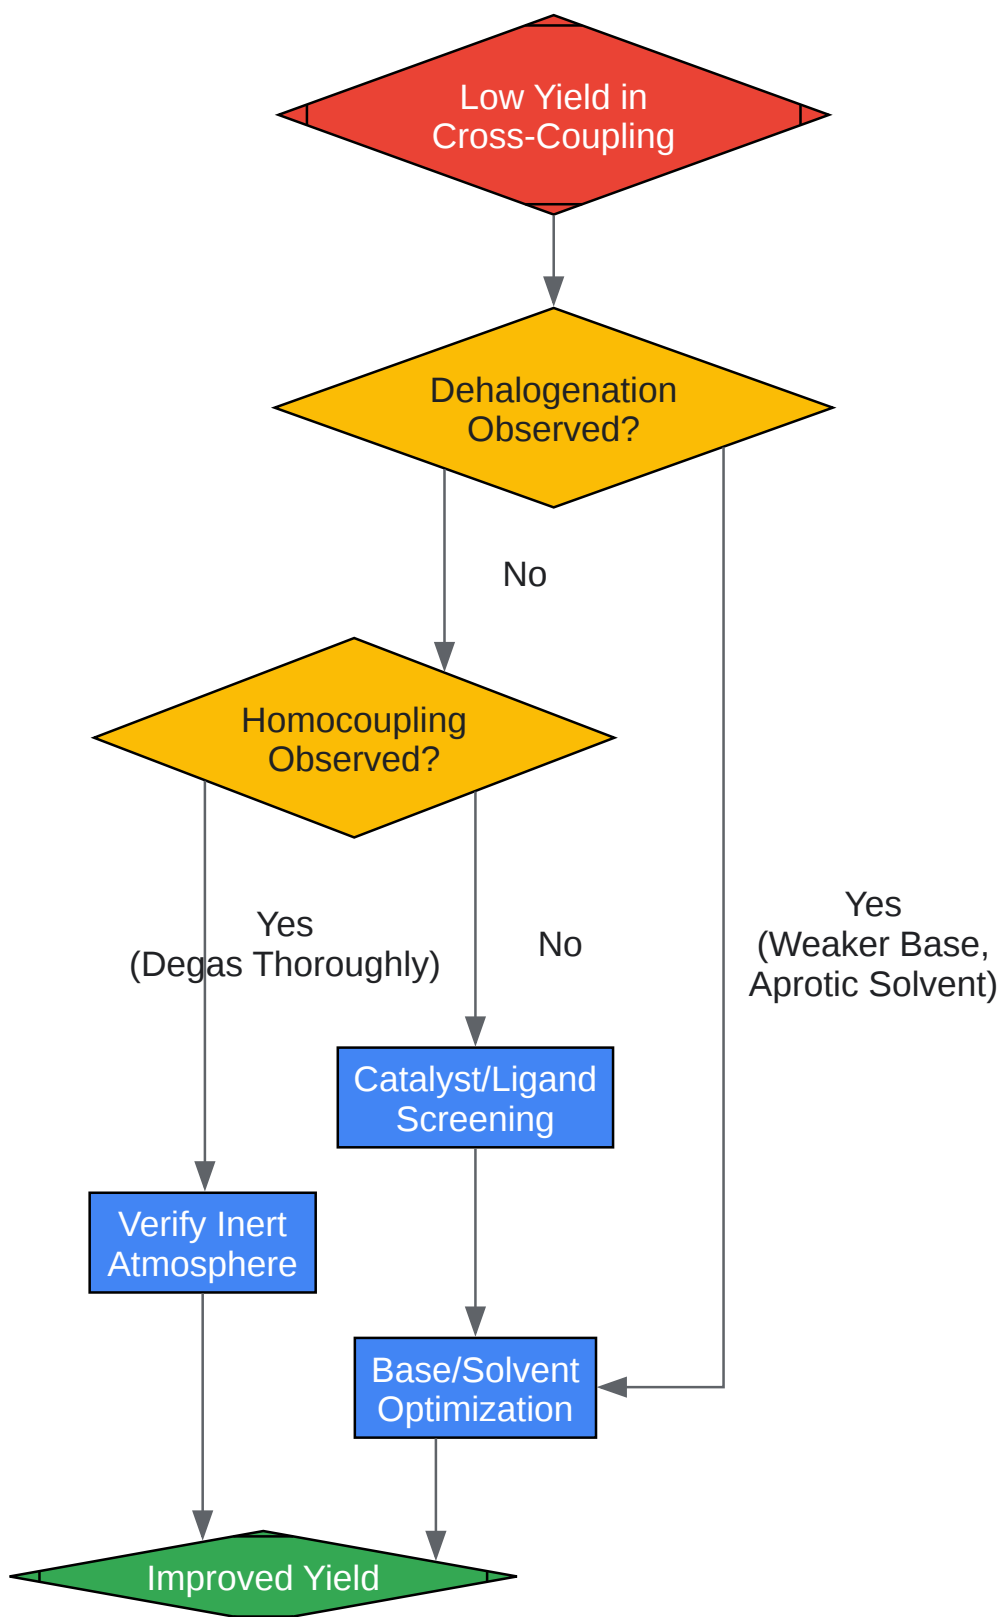 Low Yield in
Cross-Coupling
Dehalogenation
Observed?
No
Homocoupling
Observed?
Yes
(Degas Thoroughly)
No
Yes
(Weaker Base,
Aprotic Solvent)
Catalyst/Ligand
Screening
Verify Inert
Atmosphere
Base/Solvent
Optimization
Improved Yield